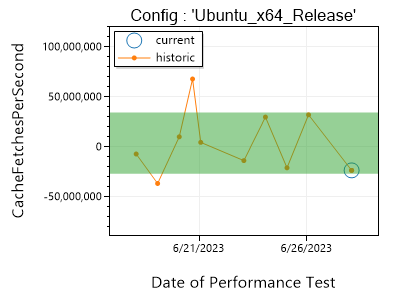 Config : 'Ubuntu_x64_Release'
current
historic
CacheFetchesPerSecond
100,000,000
50,000,000
0
-50,000,000
6/21/2023
6/26/2023
Date of Performance Test